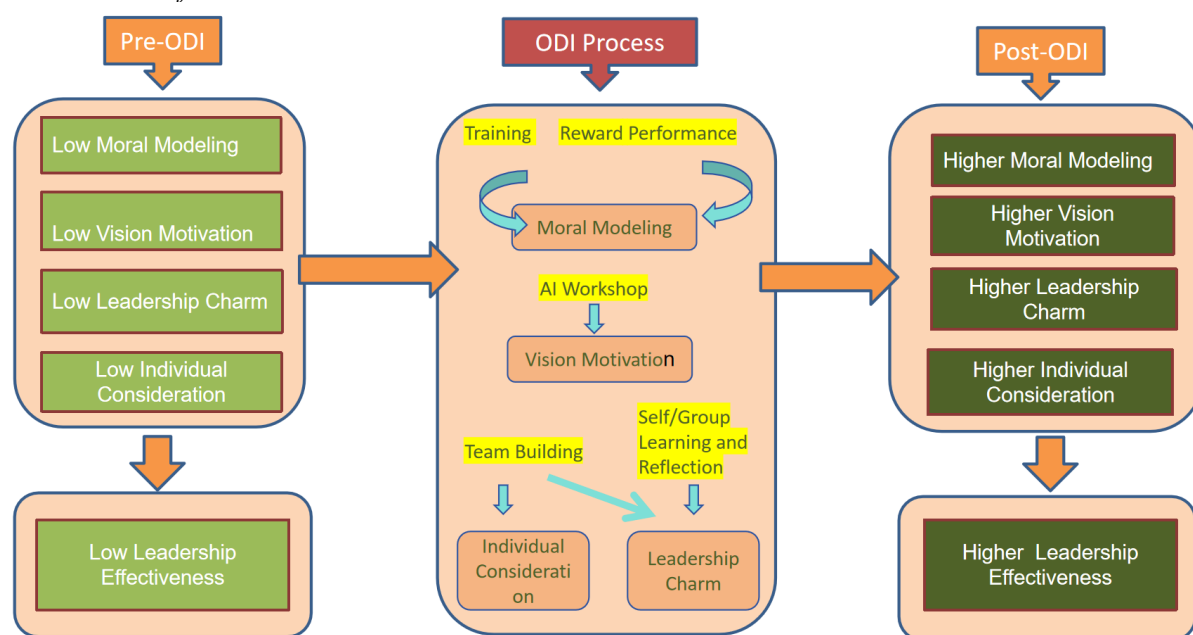 Pre-ODI
Low Moral Modeling
Low Vision Motivation
Low Leadership Charm
Low Individual
Consideration
Low Leadership
Effectiveness
ODI Process
Training
Reward Performance
Moral Modeling
AI Workshop
Vision Motivation
Team Building
Self/Group
Learning and
Reflection
Individual
Considerati
on
Leadership
Charm
Post-ODI
Higher Moral Modeling
Higher Vision
Motivation
Higher Leadership
Charm
Higher Individual
Consideration
Higher Leadership
Effectiveness